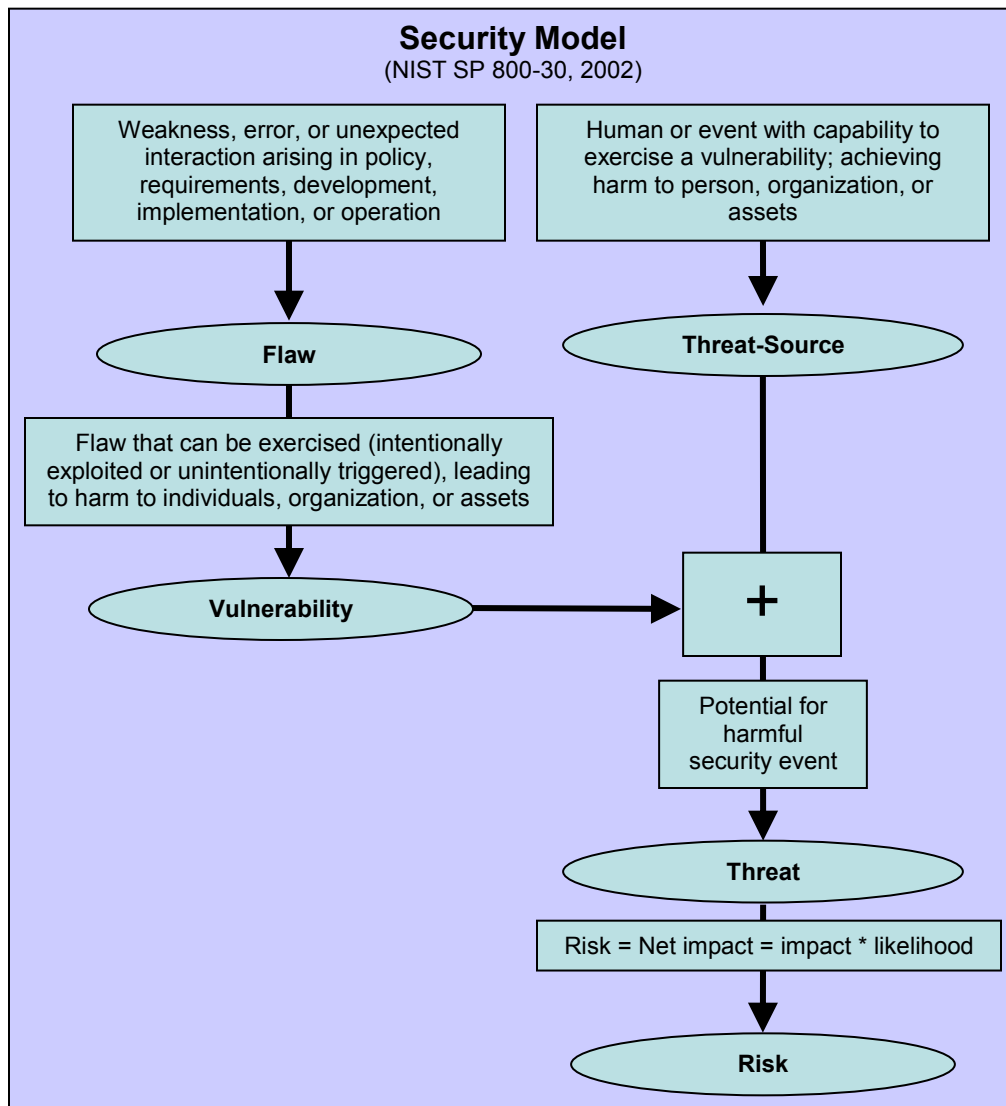 Security Model
(NIST SP 800-30, 2002)
Weakness, error, or unexpected
interaction arising in policy,
requirements, development,
implementation, or operation
Human or event with capability to
exercise a vulnerability; achieving
harm to person, organization, or
assets
Flaw
Threat-Source
Flaw that can be exercised (intentionally
exploited or unintentionally triggered), leading
to harm to individuals, organization, or assets
Vulnerability
+
Potential for
harmful
security event
Threat
Risk = Net impact = impact * likelihood
Risk